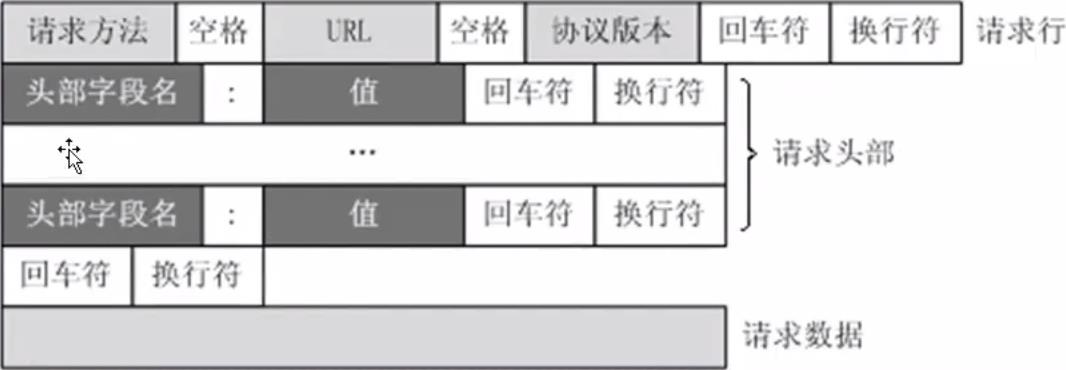 请求方法 空格 URL 空格 协议版本 回车符 换行符 请求行
头部字段名 : 值 回车符 换行符
… 请求头部
头部字段名 : 值 回车符 换行符
回车符 换行符
请求数据